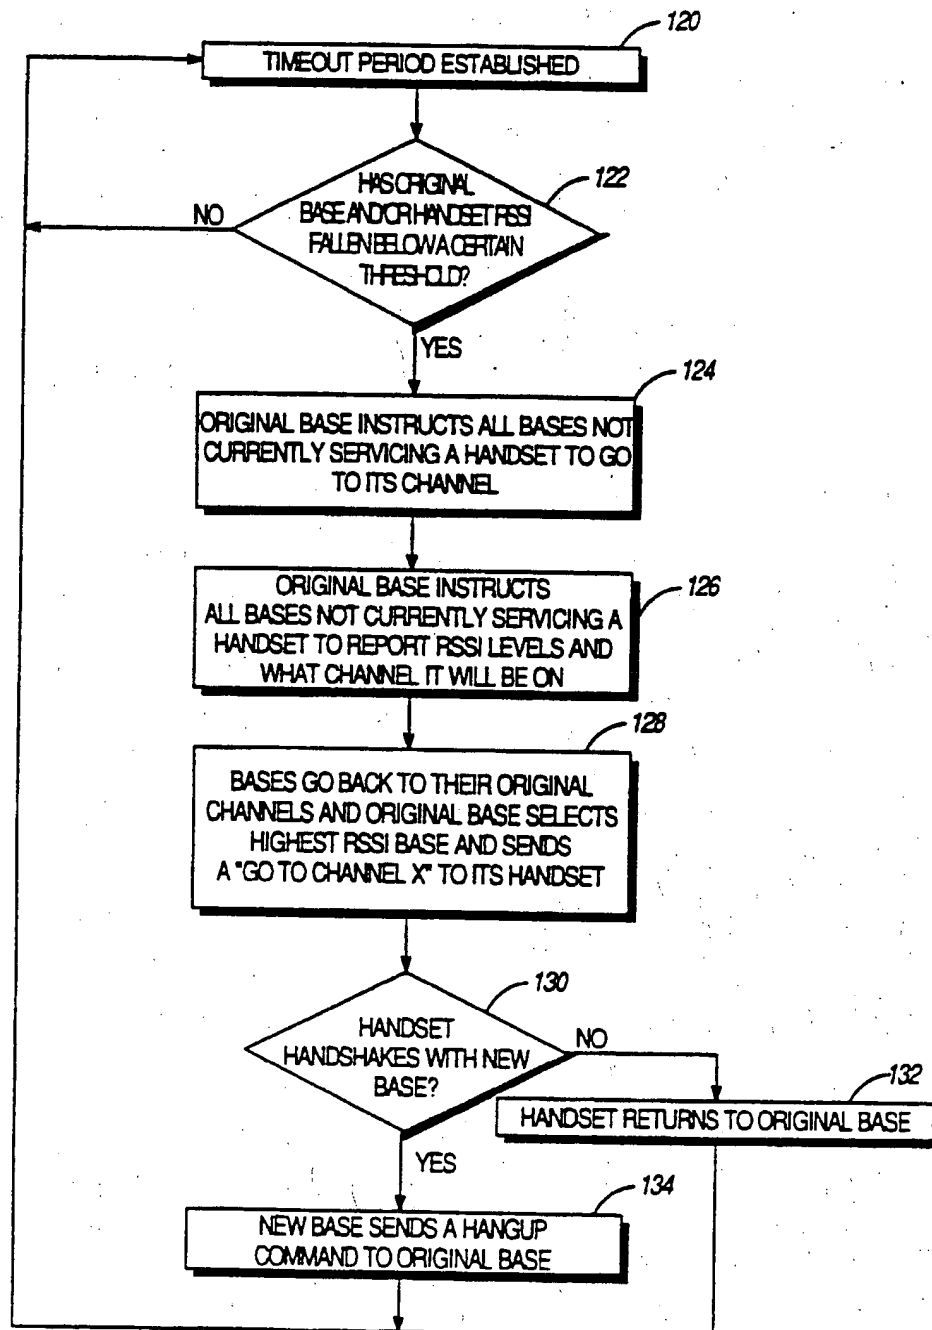 120
TIMEOUT PERIOD ESTABLISHED
122
HAS ORIGINAL
BASE AND/OR HANDSET RSSI
FALLEN BELOW A CERTAIN
THRESHOLD?
NO
YES
124
ORIGINAL BASE INSTRUCTS ALL BASES NOT
CURRENTLY SERVICING A HANDSET TO GO
TO ITS CHANNEL
126
ORIGINAL BASE INSTRUCTS
ALL BASES NOT CURRENTLY SERVICING A
HANDSET TO REPORT RSSI LEVELS AND
WHAT CHANNEL IT WILL BE ON
128
BASES GO BACK TO THEIR ORIGINAL
CHANNELS AND ORIGINAL BASE SELECTS
HIGHEST RSSI BASE AND SENDS
A "GO TO CHANNEL X" TO ITS HANDSET
130
HANDSET
HANDSHAKES WITH NEW
BASE?
NO
132
HANDSET RETURNS TO ORIGINAL BASE
YES
134
NEW BASE SENDS A HANGUP
COMMAND TO ORIGINAL BASE